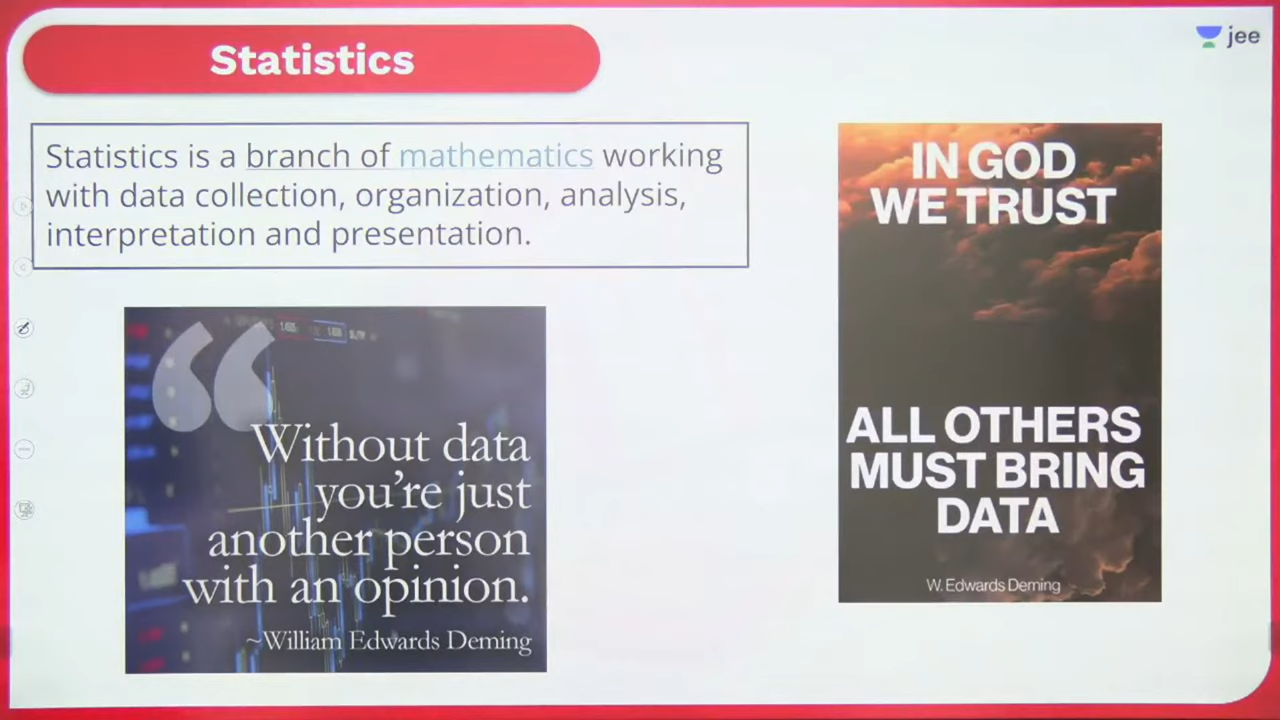 Statistics
jee
Statistics is a branch of mathematics working
with data collection, organization, analysis,
interpretation and presentation.
IN GOD
WE TRUST
ALL OTHERS
MUST BRING
DATA
W. Edwards Deming
“
Without data
you’re just
another person
with an opinion.
~William Edwards Deming